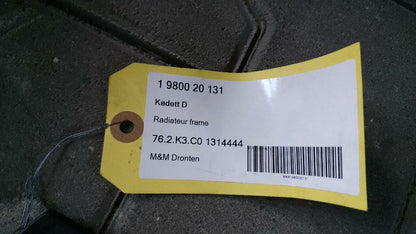 1 9800 20 131
Kadett D
Radiateur frame
76.2.K3.C0 1314444
M&M Dronten